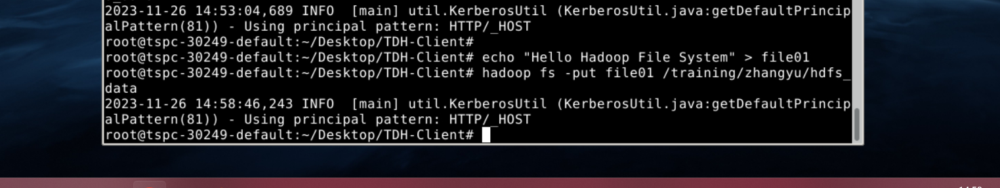 2023-11-26 14:53:04,689 INFO  [main] util.KerberosUtil (KerberosUtil.java:getDefaultPrincip
alPattern(81)) - Using principal pattern: HTTP/_HOST
root@tspc-30249-default:~/Desktop/TDH-Client#
root@tspc-30249-default:~/Desktop/TDH-Client# echo "Hello Hadoop File System" > file01
root@tspc-30249-default:~/Desktop/TDH-Client# hadoop fs -put file01 /training/zhangyu/hdfs_
data
2023-11-26 14:58:46,243 INFO  [main] util.KerberosUtil (KerberosUtil.java:getDefaultPrincip
alPattern(81)) - Using principal pattern: HTTP/_HOST
root@tspc-30249-default:~/Desktop/TDH-Client#